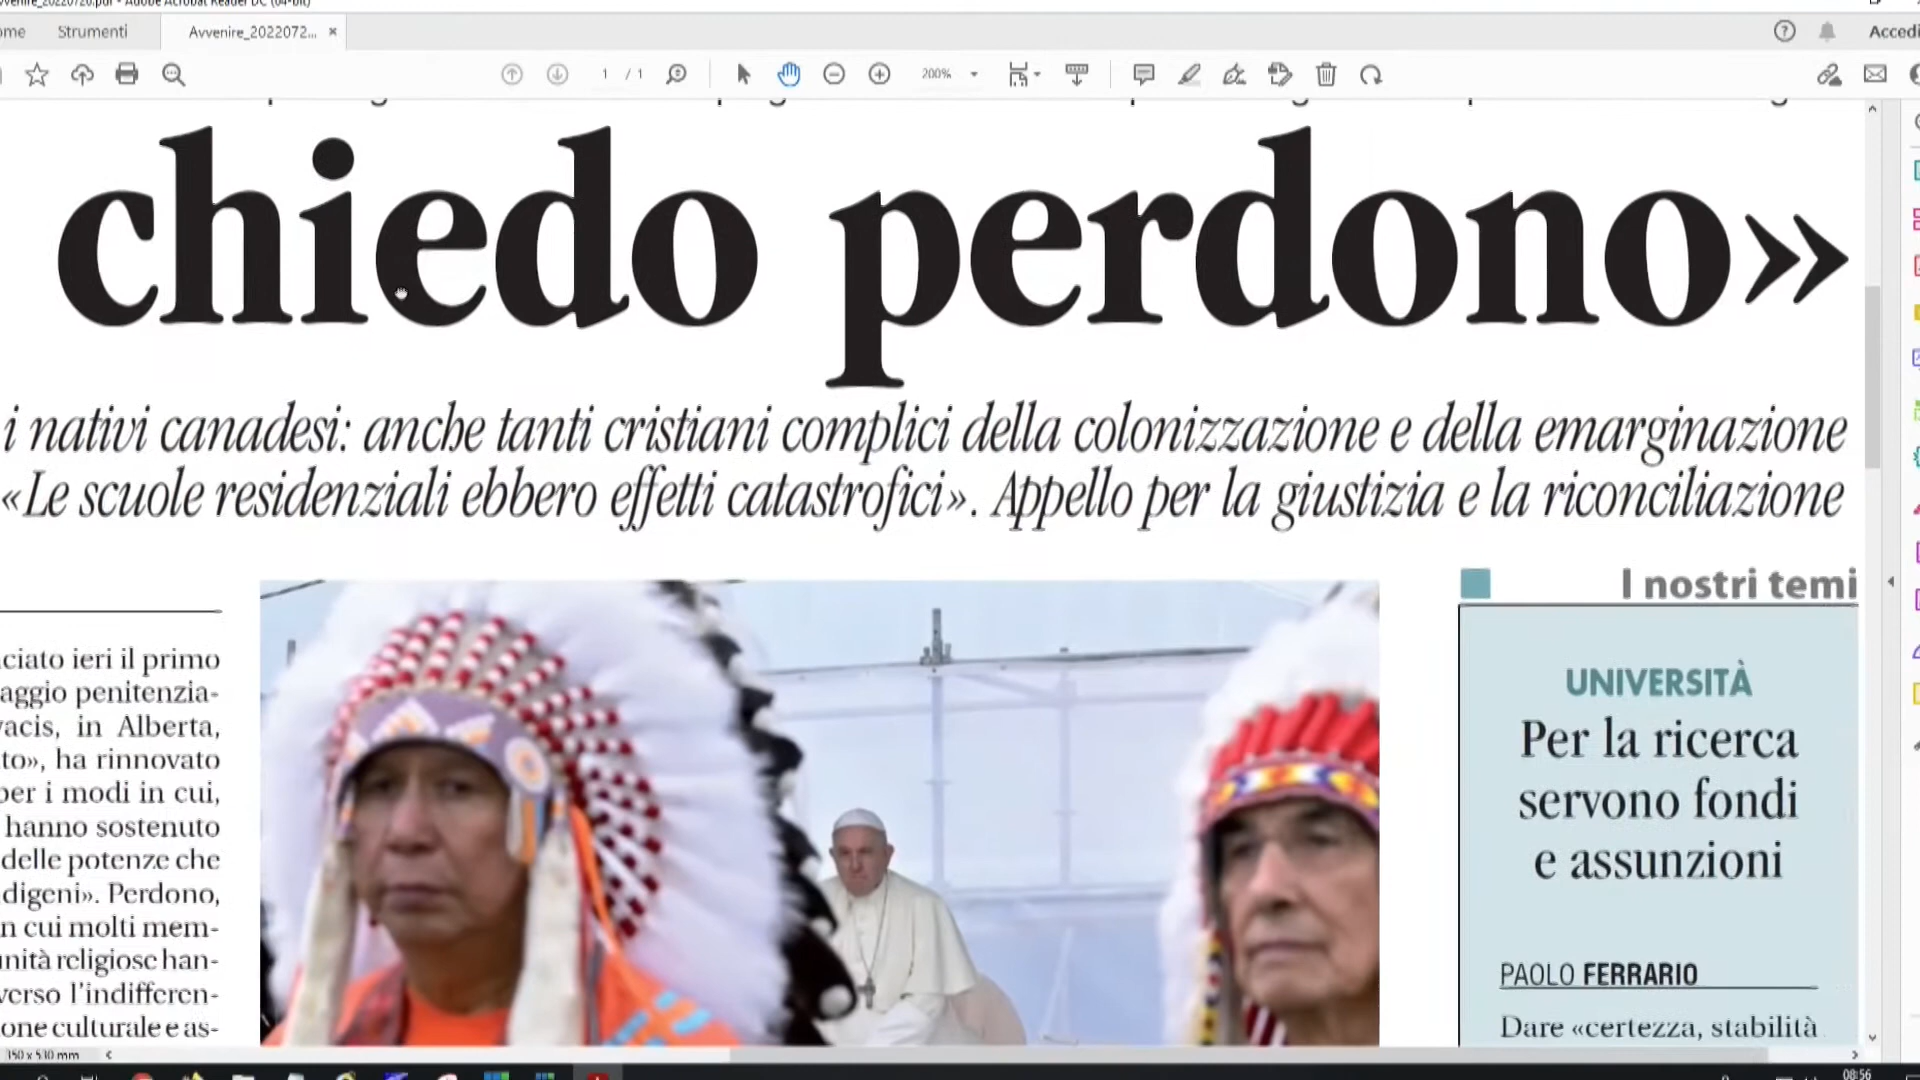 Strumenti
Avvenire_2022072...
Accedi
1 / 1
200%
chiedo perdono»
i nativi canadesi: anche tanti cristiani complici della colonizzazione e della emarginazione
«Le scuole residenziali ebbero effetti catastrofici». Appello per la giustizia e la riconciliazione
I nostri temi
ciato ieri il primo
aggio penitenzia-
vacis, in Alberta,
to», ha rinnovato
per i modi in cui,
hanno sostenuto
delle potenze che
digeni». Perdono,
n cui molti mem-
unità religiose han-
verso l'indifferen-
one culturale e as-
UNIVERSITÀ
Per la ricerca
servono fondi
e assunzioni
PAOLO FERRARIO
Dare «certezza, stabilità
350 x 530 mm
08:56